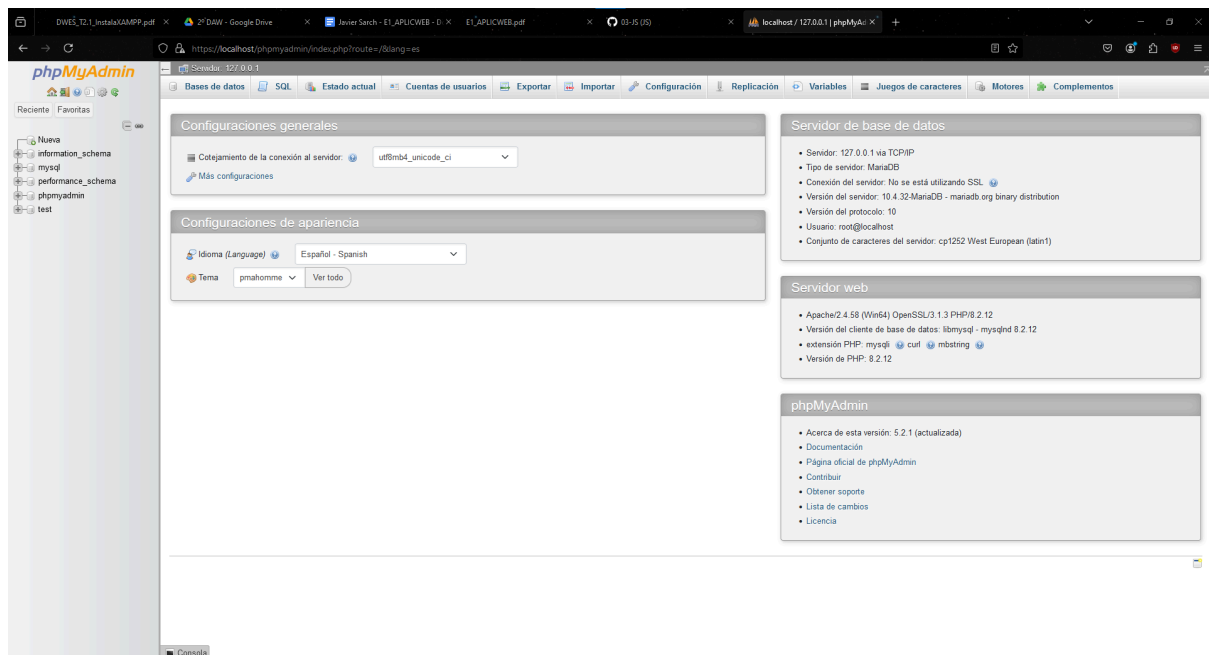 DWES_T2.1_InstalaXAMPP.pdf
2º DAW - Google Drive
Javier Sarch - E1_APLICWEB - D
E1_APLICWEB.pdf
03-JS (JS)
localhost / 127.0.0.1 | phpMyAd
https://localhost/phpmyadmin/index.php?route=/&lang=es
phpMyAdmin
Reciente Favoritas
Nueva
information_schema
mysql
performance_schema
phpmyadmin
test
Servidor: 127.0.0.1
Bases de datos SQL Estado actual Cuentas de usuarios Exportar Importar Configuración Replicación Variables Juegos de caracteres Motores Complementos
Configuraciones generales
Cotejamiento de la conexión al servidor: utf8mb4_unicode_ci
Más configuraciones
Configuraciones de apariencia
Idioma (Language) Español - Spanish
Tema pmahomme Ver todo
Servidor de base de datos
• Servidor: 127.0.0.1 via TCP/IP
• Tipo de servidor: MariaDB
• Conexión del servidor: No se está utilizando SSL
• Versión del servidor: 10.4.32-MariaDB - mariadb.org binary distribution
• Versión del protocolo: 10
• Usuario: root@localhost
• Conjunto de caracteres del servidor: cp1252 West European (latin1)
Servidor web
• Apache/2.4.58 (Win64) OpenSSL/3.1.3 PHP/8.2.12
• Versión del cliente de base de datos: libmysql - mysqlnd 8.2.12
• extensión PHP: mysqli curl mbstring
• Versión de PHP: 8.2.12
phpMyAdmin
• Acerca de esta versión: 5.2.1 (actualizada)
• Documentación
• Página oficial de phpMyAdmin
• Contribuir
• Obtener soporte
• Lista de cambios
• Licencia
Consola